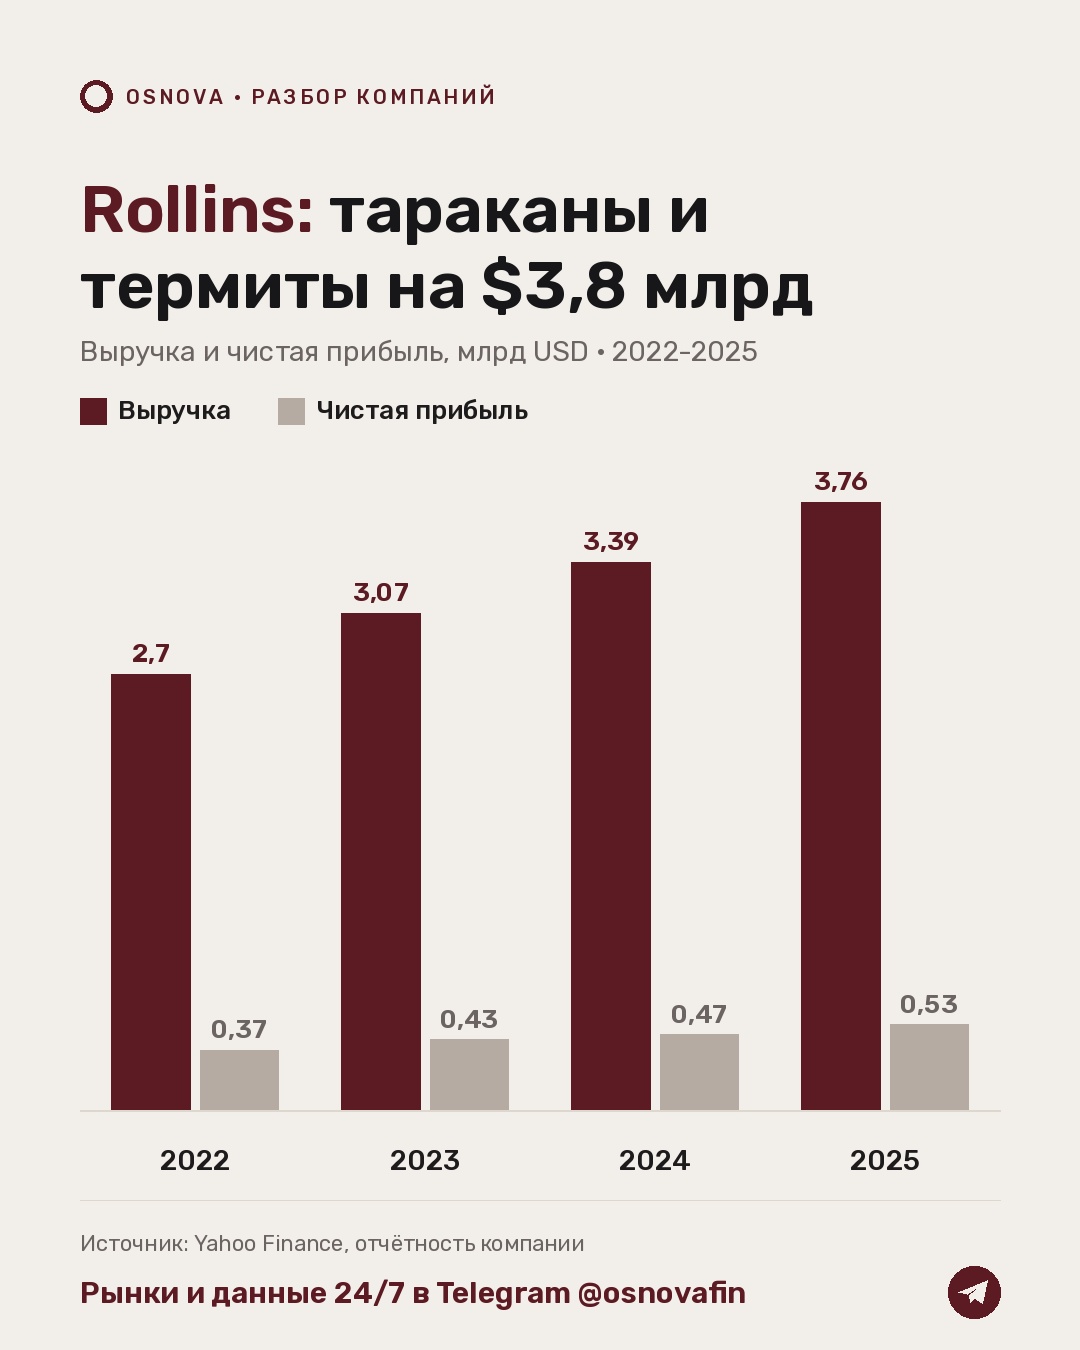 OSNOVA • РАЗБОР КОМПАНИЙ
Rollins: тараканы и
термиты на $3,8 млрд
Выручка и чистая прибыль, млрд USD • 2022-2025
Выручка Чистая прибыль
3,76
3,39
3,07
2,7
0,53
0,47
0,43
0,37
2022 2023 2024 2025
Источник: Yahoo Finance, отчётность компании
Рынки и данные 24/7 в Telegram @osnovafin